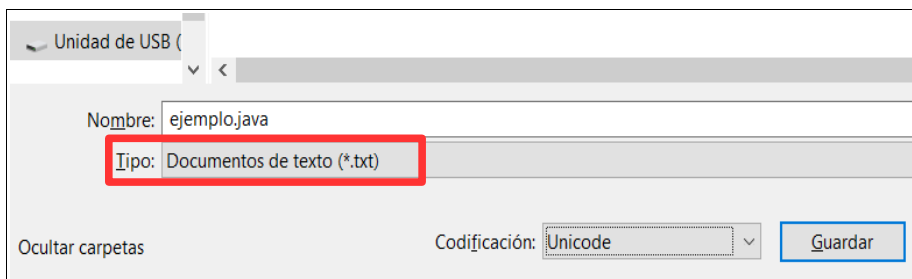 Unidad de USB (
Nombre: ejemplo.java
Tipo: Documentos de texto (*.txt)
Ocultar carpetas Codificación: Unicode Guardar